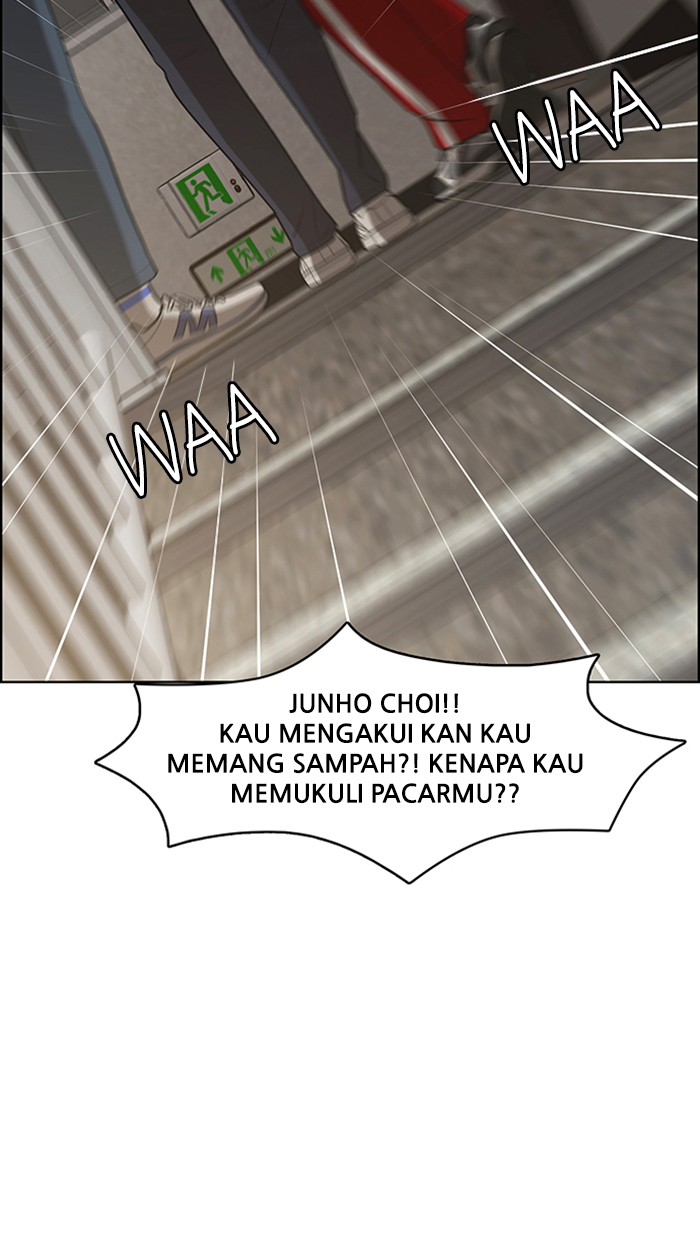 WAA
WAA
JUNHO CHOI!!
KAU MENGAKUI KAN KAU
MEMANG SAMPAH?! KENAPA KAU
MEMUKULI PACARMU??